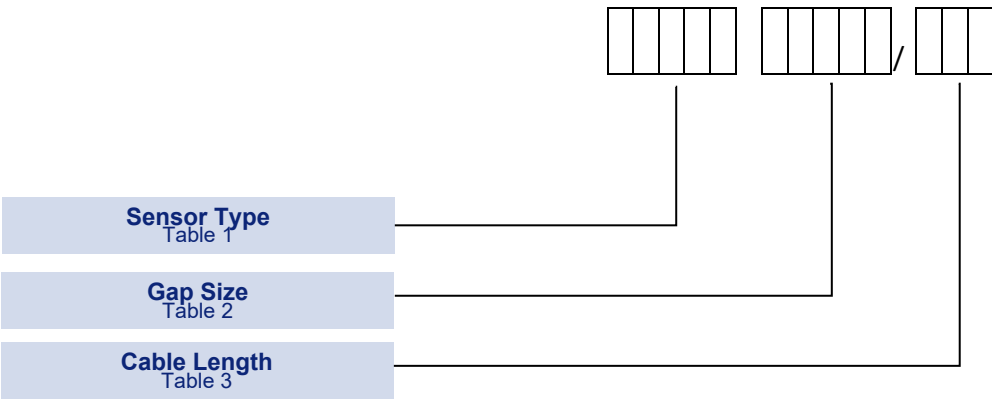 /
Sensor Type
Table 1
Gap Size
Table 2
Cable Length
Table 3